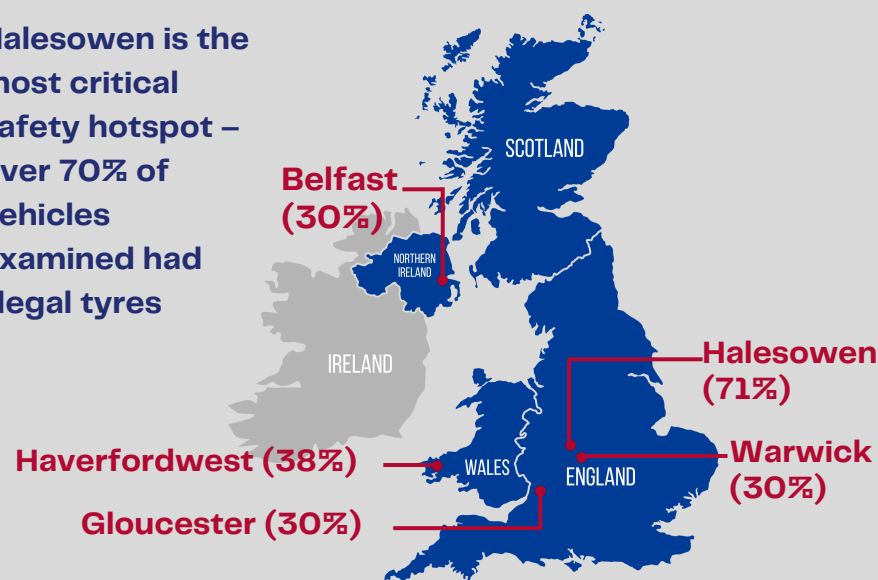 alesowen is the
ost critical
afety hotspot –
ver 70% of
ehicles
xamined had
legal tyres
SCOTLAND
Belfast
(30%)
NORTHERN
IRELAND
IRELAND
Halesowen
(71%)
Haverfordwest (38%)
WALES
ENGLAND
Warwick
(30%)
Gloucester (30%)